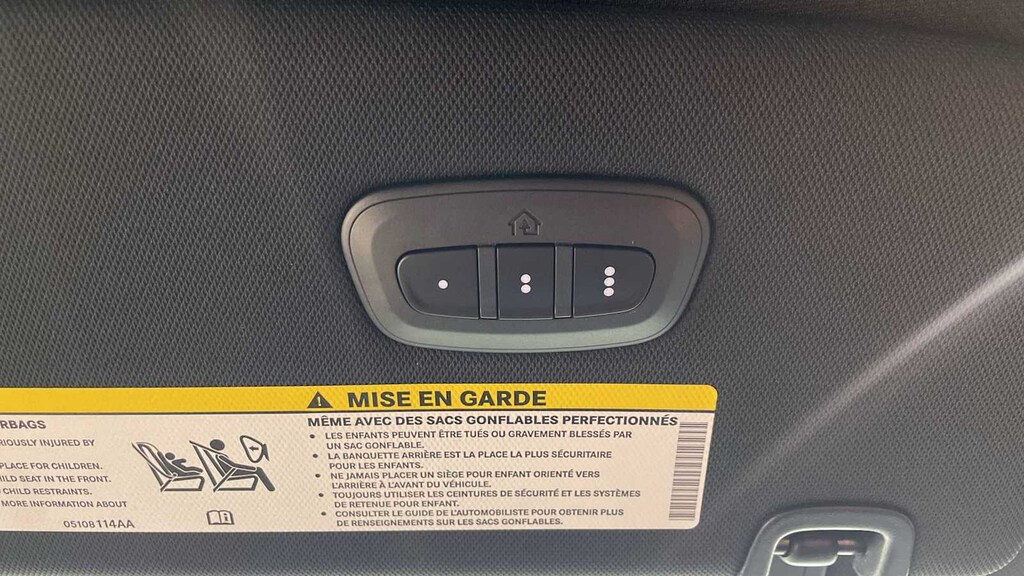 MISE EN GARDE
RBAGS
RIOUSLY INJURED BY
PLACE FOR CHILDREN.
ILD SEAT IN THE FRONT.
CHILD RESTRAINTS.
MORE INFORMATION ABOUT
05108114AA
MÊME AVEC DES SACS GONFLABLES PERFECTIONNÉS
• LES ENFANTS PEUVENT ÊTRE TUÉS OU GRAVEMENT BLESSÉS PAR
UN SAC GONFLABLE.
• LA BANQUETTE ARRIÈRE EST LA PLACE LA PLUS SÉCURITAIRE
POUR LES ENFANTS.
• NE JAMAIS PLACER UN SIÈGE POUR ENFANT ORIENTÉ VERS
L'ARRIÈRE À L'AVANT DU VÉHICULE.
• TOUJOURS UTILISER LES CEINTURES DE SÉCURITÉ ET LES SYSTÈMES
DE RETENUE POUR ENFANT.
• CONSULTER LE GUIDE DE L'AUTOMOBILISTE POUR OBTENIR PLUS
DE RENSEIGNEMENTS SUR LES SACS GONFLABLES.